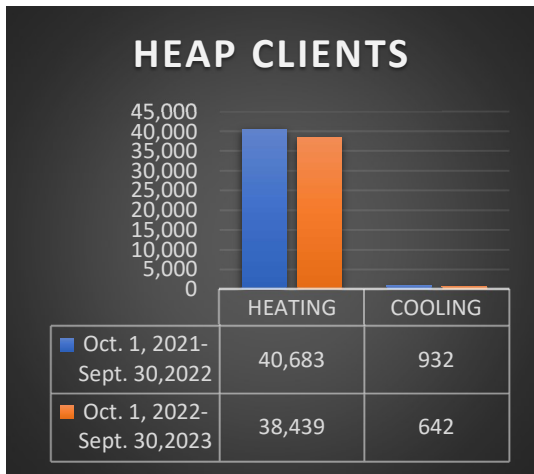 HEAP CLIENTS
45,000
40,000
35,000
30,000
25,000
20,000
15,000
10,000
5,000
0
HEATING COOLING
Oct. 1, 2021-
Sept. 30,2022
40,683 932
Oct. 1, 2022-
Sept. 30,2023
38,439 642